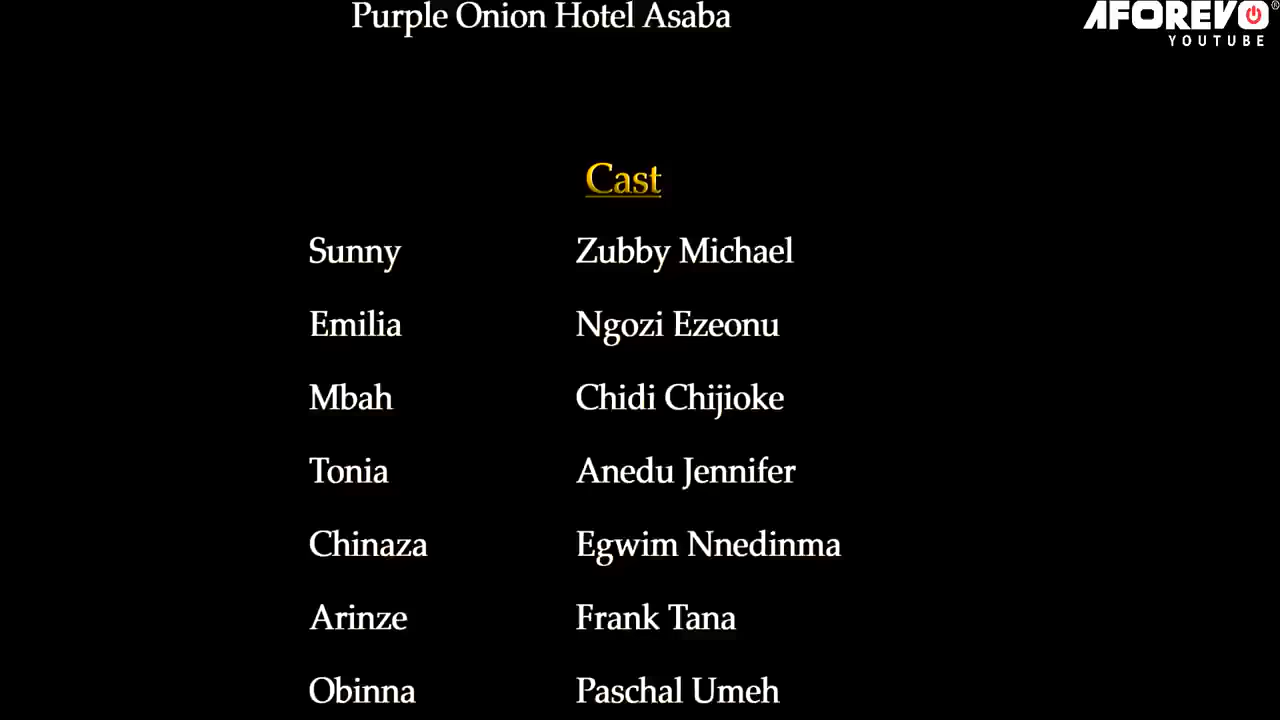 Purple Onion Hotel Asaba
AFOREVO®
YOUTUBE
Cast
Sunny Zubby Michael
Emilia Ngozi Ezeonu
Mbah Chidi Chijioke
Tonia Anedu Jennifer
Chinaza Egwim Nnedinma
Arinze Frank Tana
Obinna Paschal Umeh